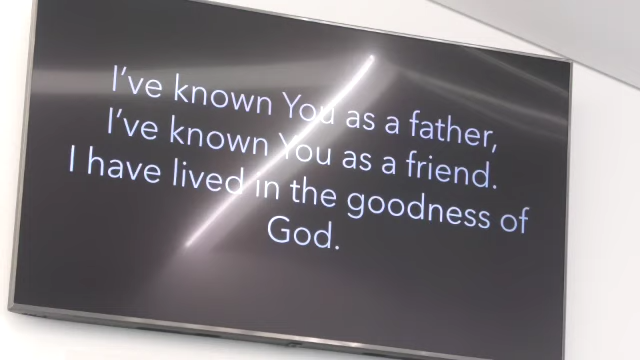 I've known You as a father,
I've known You as a friend.
I have lived in the goodness of
God.